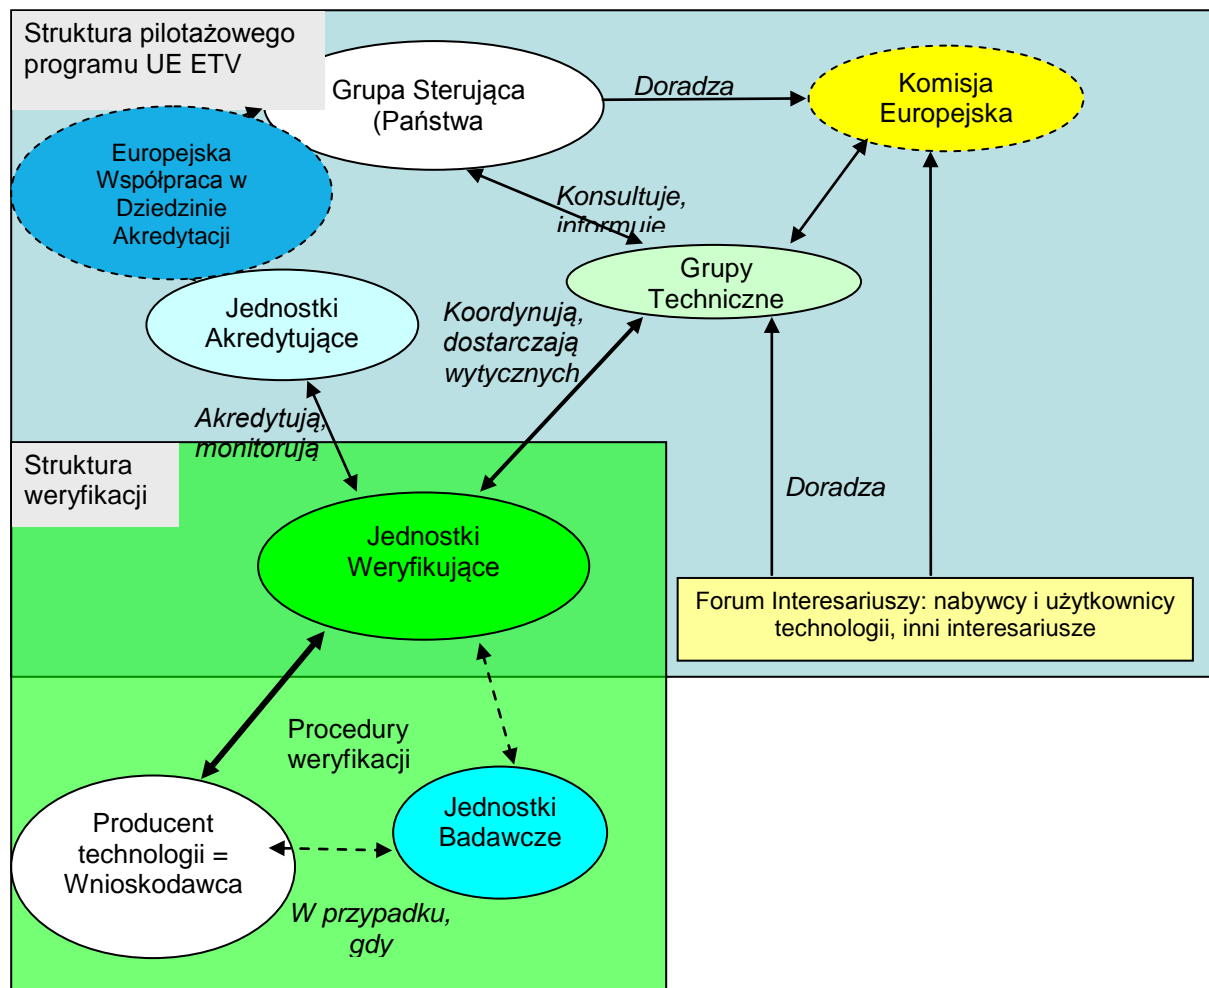 Struktura pilotażowego
programu UE ETV
Grupa Sterująca
(Państwa
Doradza
Komisja
Europejska
Europejska
Współpraca w
Dziedzinie
Akredytacji
Konsultuje,
informuje
Grupy
Techniczne
Jednostki
Akredytujące
Koordynują,
dostarczają
wytycznych
Akredytują,
monitorują
Struktura
weryfikacji
Doradza
Jednostki
Weryfikujące
Forum Interesariuszy: nabywcy i użytkownicy
technologii, inni interesariusze
Procedury
weryfikacji
Jednostki
Badawcze
Producent
technologii =
Wnioskodawca
W przypadku,
gdy